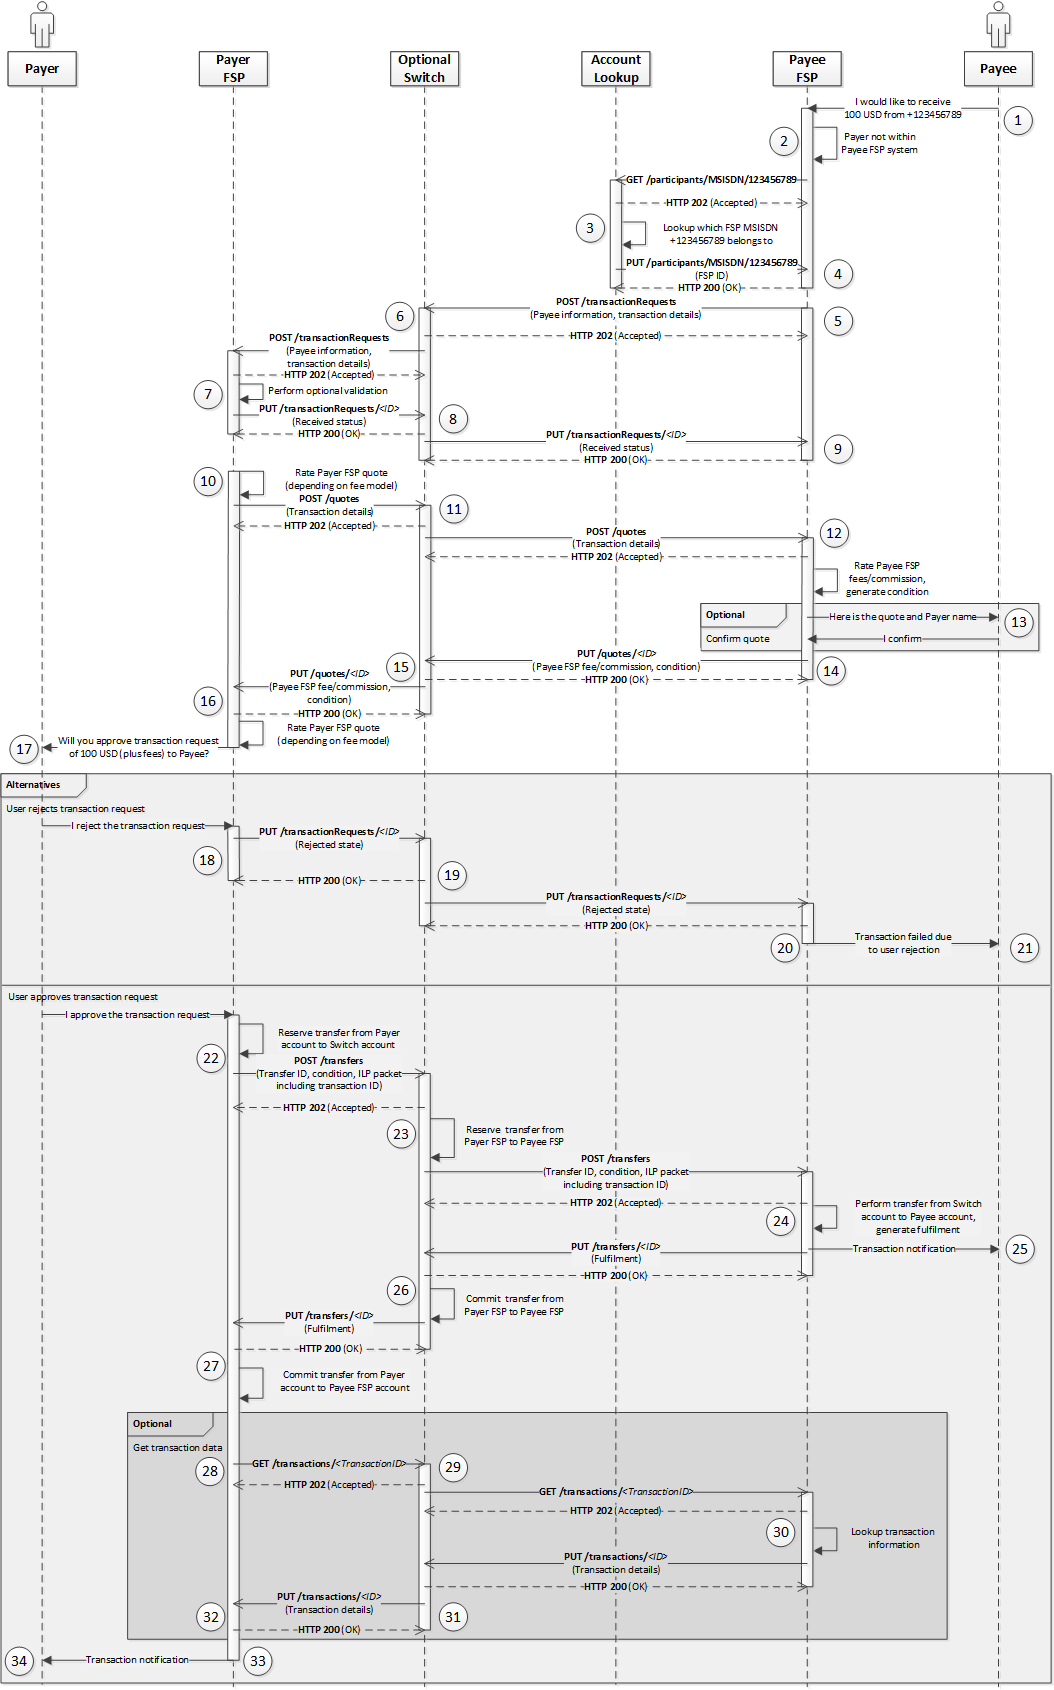 Payer
Payer
FSP
Optional
Switch
Account
Lookup
Payee
FSP
Payee
I would like to receive
100 USD from +123456789
1
2
Payer not within
Payee FSP system
GET /participants/MSISDN/123456789
HTTP 202 (Accepted)
3
Lookup which FSP MSISDN
+123456789 belongs to
PUT /participants/MSISDN/123456789
(FSP ID)
4
HTTP 200 (OK)
POST /transactionRequests
(Payee information, transaction details)
5
6
HTTP 202 (Accepted)
POST /transactionRequests
(Payee information,
transaction details)
HTTP 202 (Accepted)
7
Perform optional validation
PUT /transactionRequests/<ID>
(Received status)
8
HTTP 200 (OK)
PUT /transactionRequests/<ID>
(Received status)
9
HTTP 200 (OK)
10
Rate Payer FSP quote
(depending on fee model)
POST /quotes
(Transaction details)
11
HTTP 202 (Accepted)
POST /quotes
(Transaction details)
12
HTTP 202 (Accepted)
Rate Payee FSP
fees/commission,
generate condition
Optional
Here is the quote and Payer name
13
Confirm quote
I confirm
PUT /quotes/<ID>
(Payee FSP fee/commission, condition)
14
15
HTTP 200 (OK)
PUT /quotes/<ID>
(Payee FSP fee/commission,
condition)
16
HTTP 200 (OK)
Rate Payer FSP quote
(depending on fee model)
17
Will you approve transaction request
of 100 USD (plus fees) to Payee?
Alternatives
User rejects transaction request
I reject the transaction request
PUT /transactionRequests/<ID>
(Rejected state)
18
HTTP 200 (OK)
19
PUT /transactionRequests/<ID>
(Rejected state)
HTTP 200 (OK)
20
Transaction failed due
to user rejection
21
User approves transaction request
I approve the transaction request
Reserve transfer from Payer
account to Switch account
22
POST /transfers
(Transfer ID, condition, ILP packet
including transaction ID)
HTTP 202 (Accepted)
23
Reserve transfer from
Payer FSP to Payee FSP
POST /transfers
(Transfer ID, condition, ILP packet
including transaction ID)
HTTP 202 (Accepted)
24
Perform transfer from Switch
account to Payee account,
generate fulfilment
PUT /transfers/<ID>
(Fulfilment)
Transaction notification
25
HTTP 200 (OK)
26
Commit transfer from
Payer FSP to Payee FSP
PUT /transfers/<ID>
(Fulfilment)
HTTP 200 (OK)
27
Commit transfer from Payer
account to Payee FSP account
Optional
Get transaction data
28
GET /transactions/<TransactionID>
29
HTTP 202 (Accepted)
GET /transactions/<TransactionID>
HTTP 202 (Accepted)
30
Lookup transaction
information
PUT /transactions/<ID>
(Transaction details)
HTTP 200 (OK)
PUT /transactions/<ID>
(Transaction details)
31
32
HTTP 200 (OK)
34
Transaction notification
33